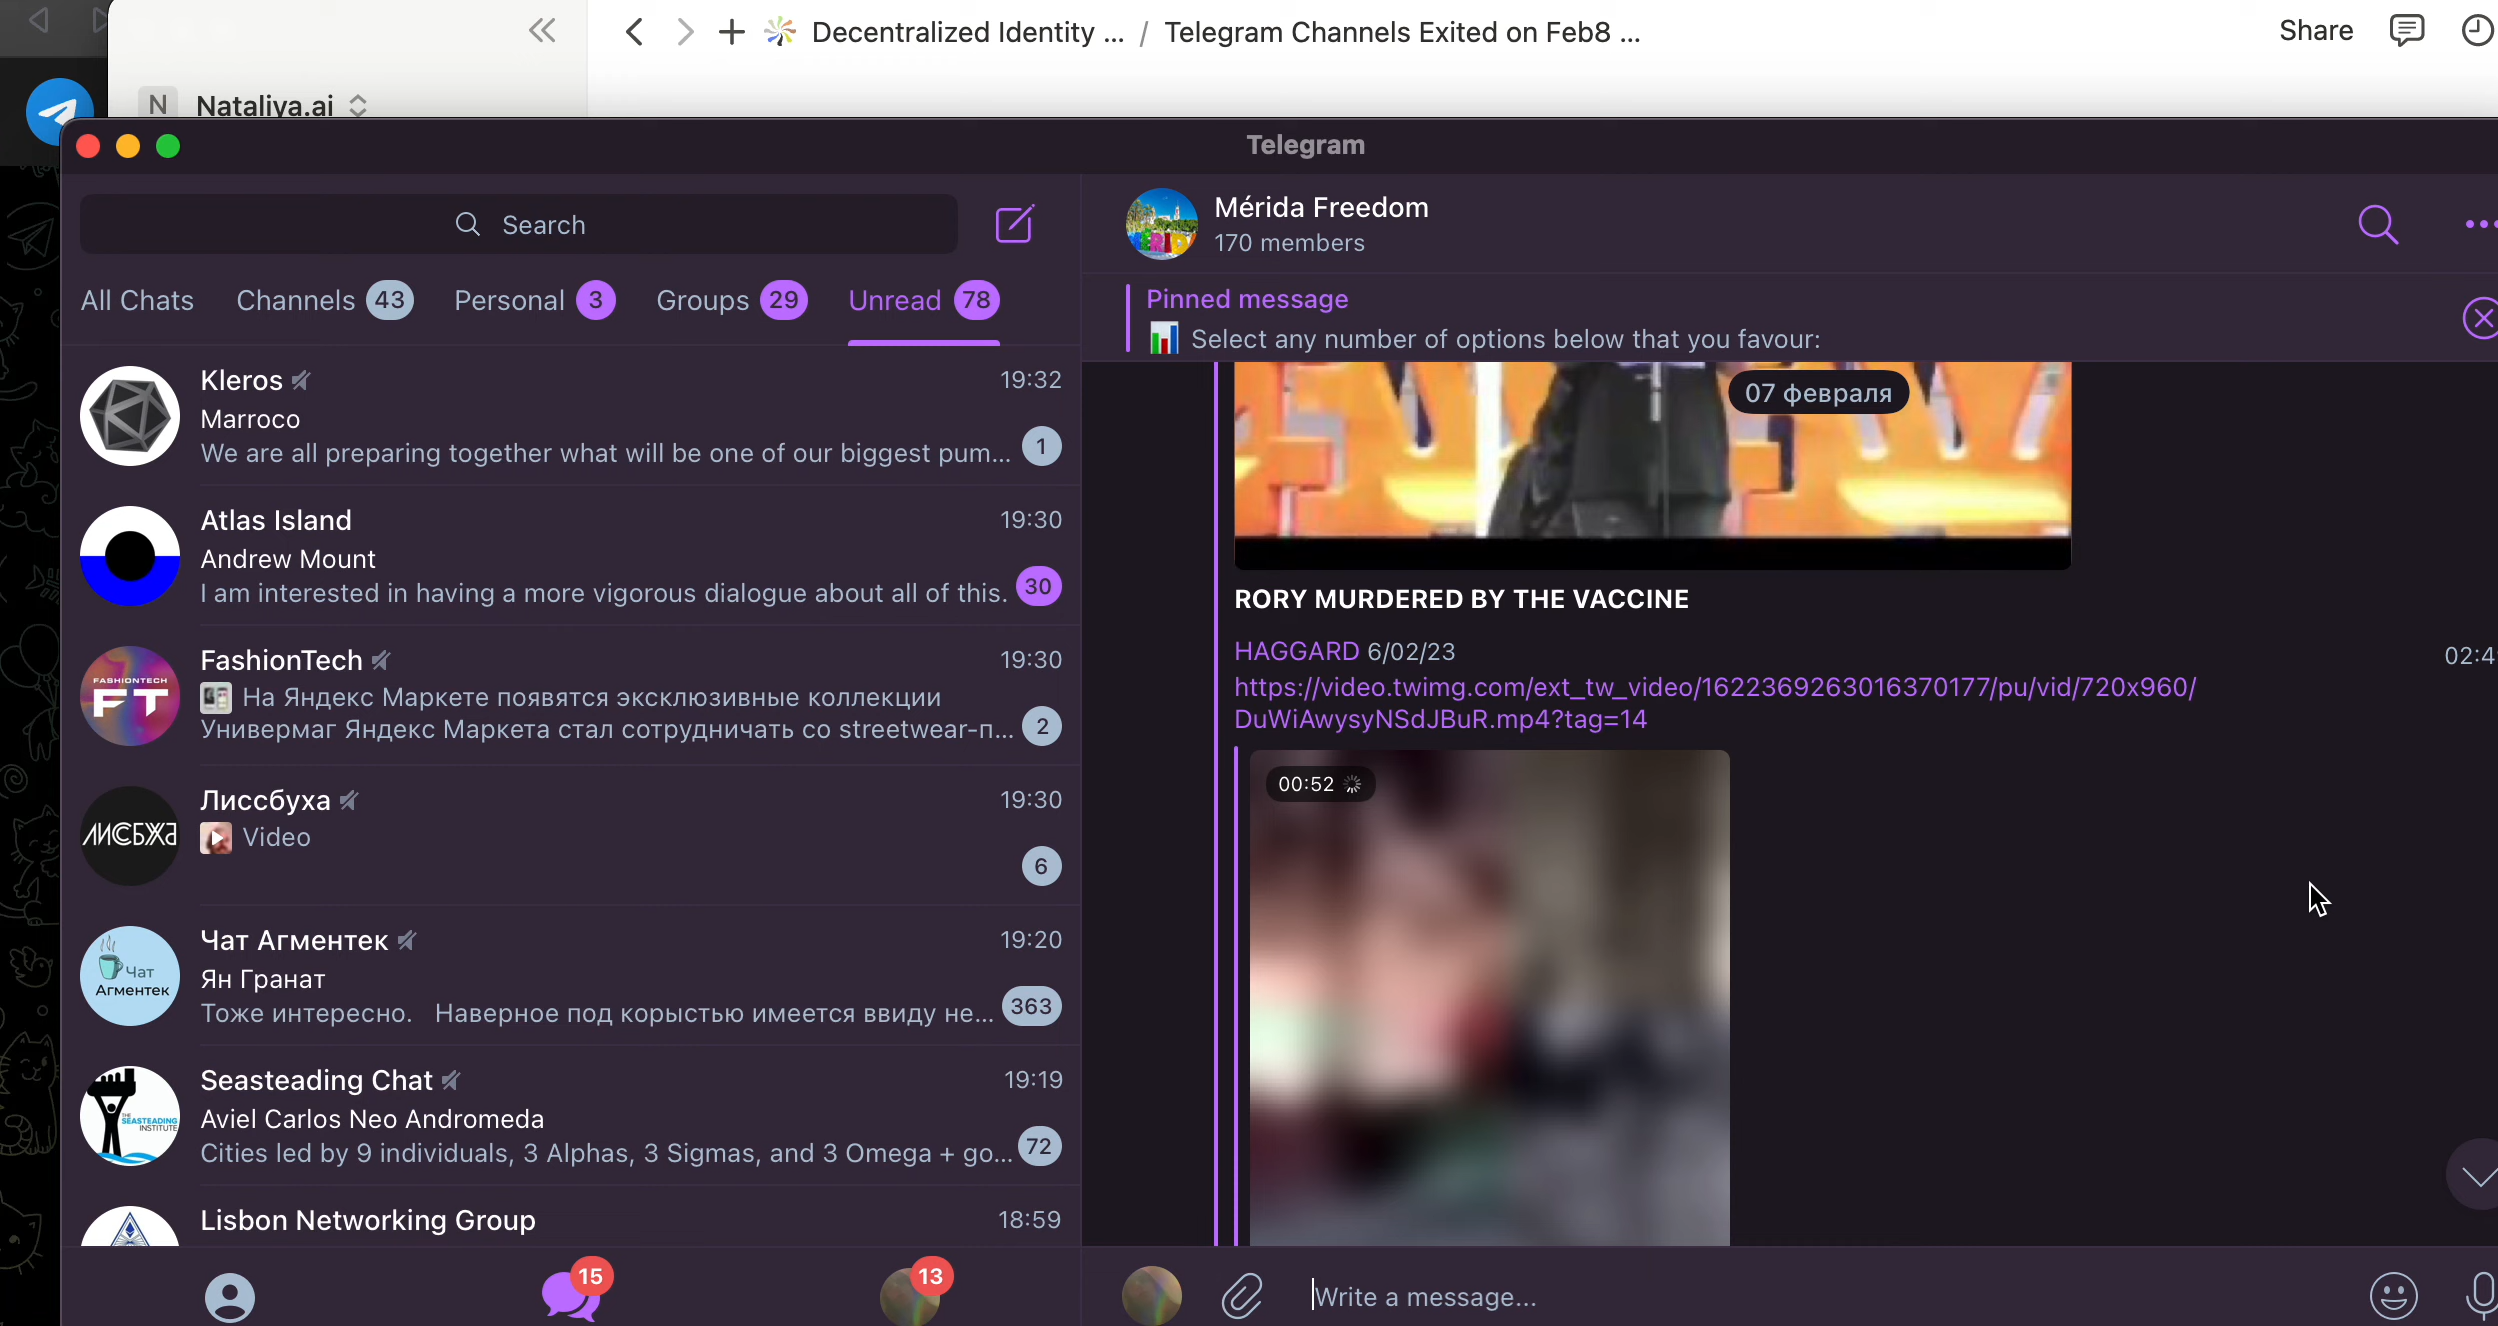 Decentralized Identity ... / Telegram Channels Exited on Feb8 ...
Share
N Nataliya.ai
Telegram
Search
All Chats Channels 43 Personal 3 Groups 29 Unread 78
Kleros 19:32
Marroco
We are all preparing together what will be one of our biggest pum... 1
Atlas Island 19:30
Andrew Mount
I am interested in having a more vigorous dialogue about all of this. 30
FASHIONTECH
FT
FashionTech 19:30
На Яндекс Маркете появятся эксклюзивные коллекции
Универмаг Яндекс Маркета стал сотрудничать со streetwear-п... 2
ЛИСБХА
Лиссбуха 19:30
Video
6
Чат
Агментек
Чат Агментек 19:20
Ян Гранат
Тоже интересно. Наверное под корыстью имеется ввиду не... 363
THE
SEASTEADING
INSTITUTE
Seasteading Chat 19:19
Aviel Carlos Neo Andromeda
Cities led by 9 individuals, 3 Alphas, 3 Sigmas, and 3 Omega + go... 72
Lisbon Networking Group 18:59
15
13
Mérida Freedom
170 members
Pinned message
Select any number of options below that you favour:
07 февраля
RORY MURDERED BY THE VACCINE
HAGGARD 6/02/23
https://video.twimg.com/ext_tw_video/1622369263016370177/pu/vid/720x960/
DuWiAwysyNSdJBuR.mp4?tag=14
00:52
Write a message...